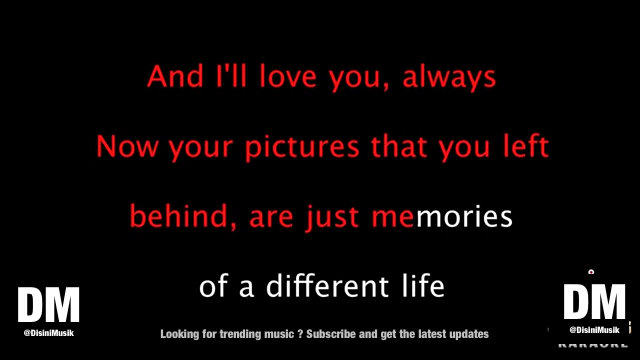 And I'll love you, always
Now your pictures that you left
behind, are just memories
of a different life
DM
@DisiniMusik
Looking for trending music ? Subscribe and get the latest updates
DM
@DisiniMusik
KARAOKE